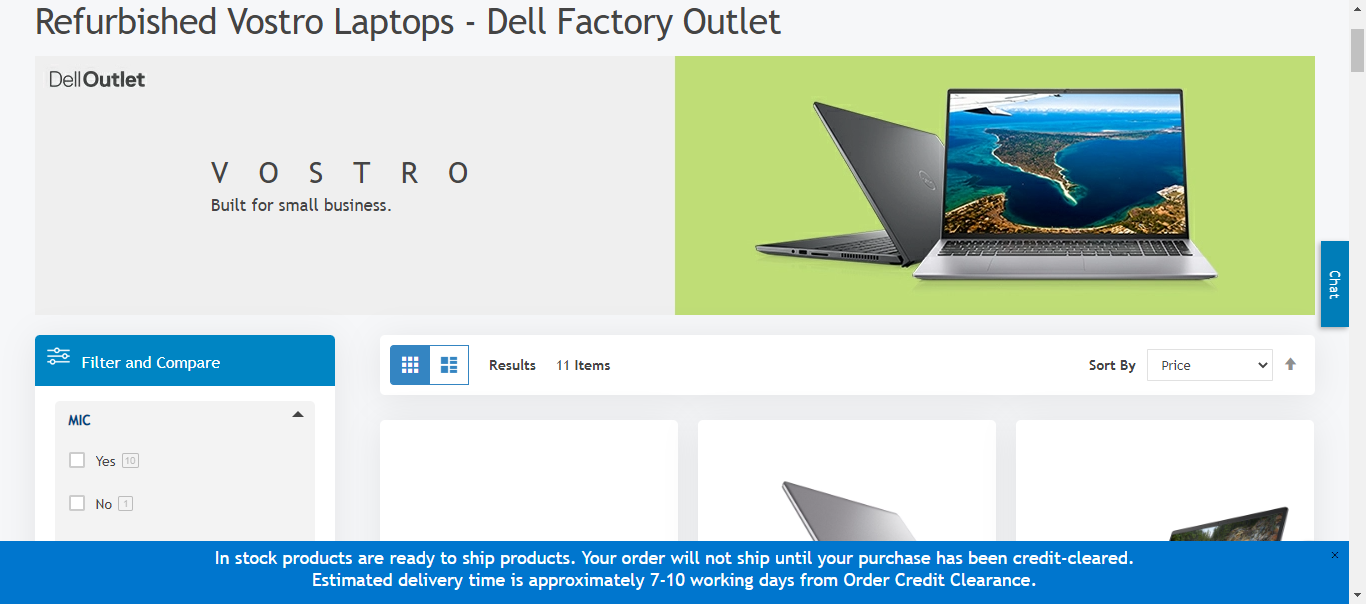 Refurbished Vostro Laptops - Dell Factory Outlet
DellOutlet
VOSTRO
Built for small business.
Chat
Filter and Compare
Results 11 Items
Sort By Price
MIC
Yes 10
No 1
In stock products are ready to ship products. Your order will not ship until your purchase has been credit-cleared.
Estimated delivery time is approximately 7-10 working days from Order Credit Clearance.